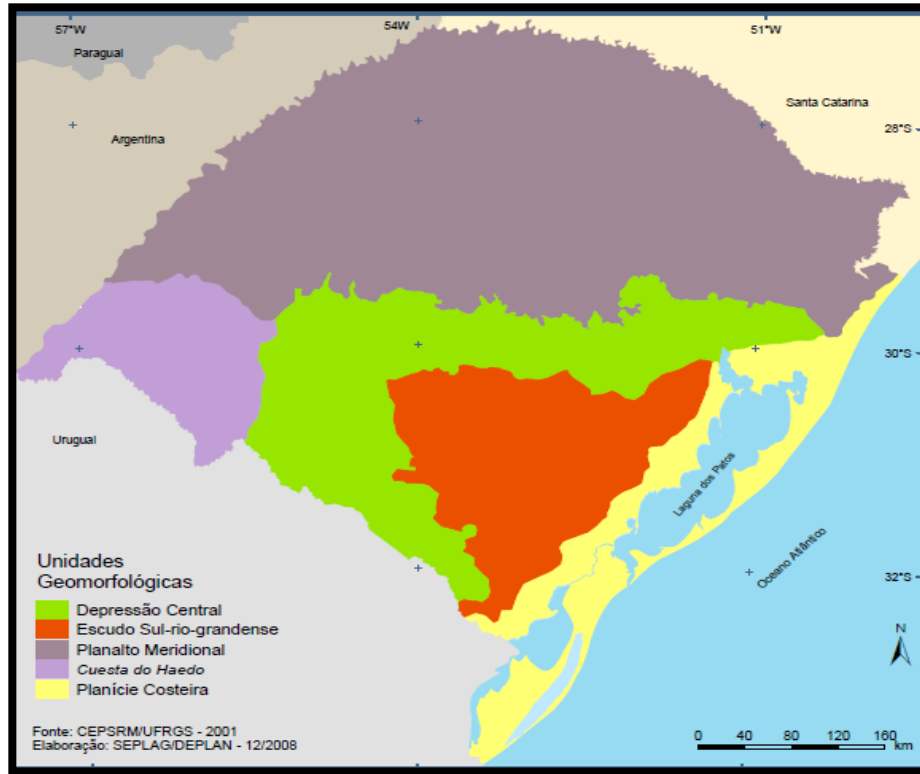 57°W
54W
51°W
Paraguai
Santa Catarina
28°S
Argentina
30°S
Uruguai
Laguna dos Patos
Oceano Atlântico
32°S
Unidades
Geomorfológicas
Depressão Central
Escudo Sul-rio-grandense
Planalto Meridional
Cuesta do Haedo
Planície Costeira
N
Fonte: CEPSRM/UFRGS - 2001
Elaboração: SEPLAG/DEPLAN - 12/2008
0 40 80 120 160
km